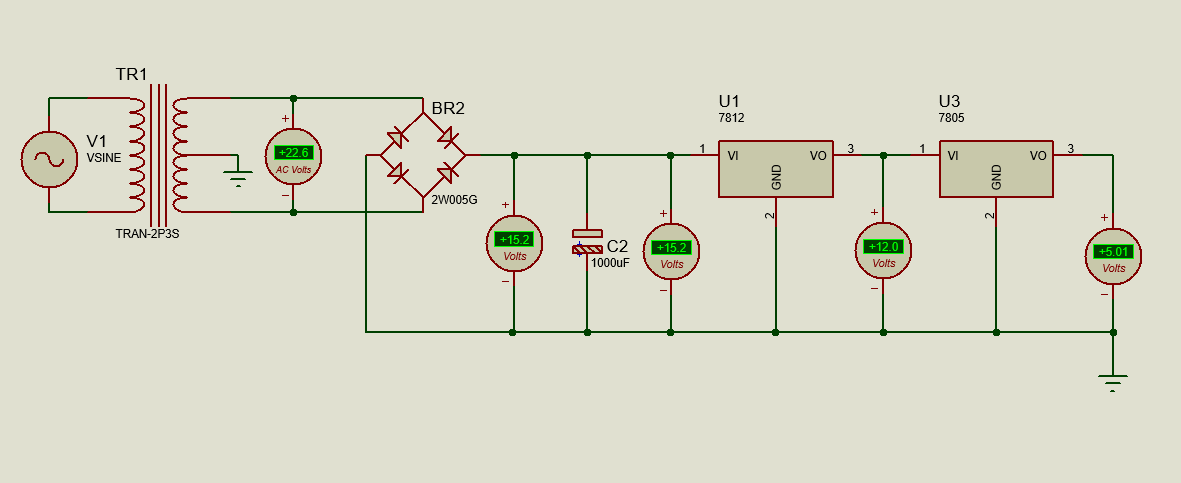 TR1
TRAN-2P3S
V1
VSINE
+
+22.6
AC Volts
−
BR2
2W005G
+
+15.2
Volts
−
C2
1000uF
+
+15.2
Volts
−
U1
7812
1
VI
VO
3
GND
2
+
+12.0
Volts
−
U3
7805
1
VI
VO
3
GND
2
+
+5.01
Volts
−